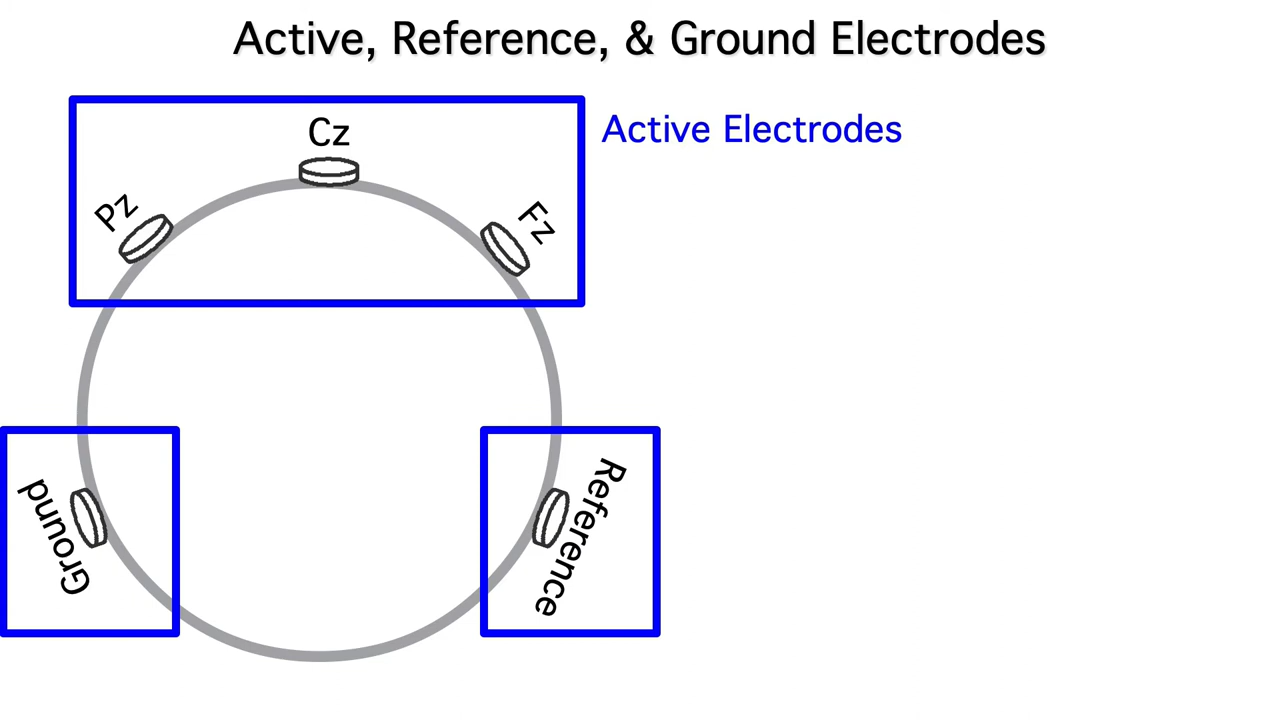 Active, Reference, & Ground Electrodes
Active Electrodes
Cz
Pz
Fz
Ground
Reference